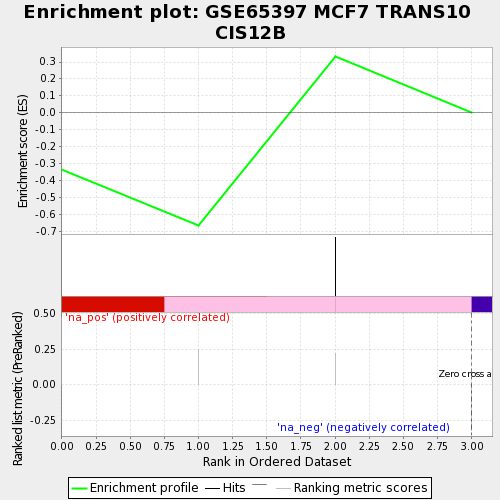 Enrichment plot: GSE65397 MCF7 TRANS10
CIS12B
Enrichment score (ES)
0.3
0.2
0.1
0.0
-0.1
-0.2
-0.3
-0.4
-0.5
-0.6
-0.7
Ranked list metric (PreRanked)
0.50
0.25
0.00
-0.25
'na_pos' (positively correlated)
Zero cross a
'na_neg' (negatively correlated)
0.00 0.25 0.50 0.75 1.00 1.25 1.50 1.75 2.00 2.25 2.50 2.75 3.00
Rank in Ordered Dataset
Enrichment profile Hits Ranking metric scores